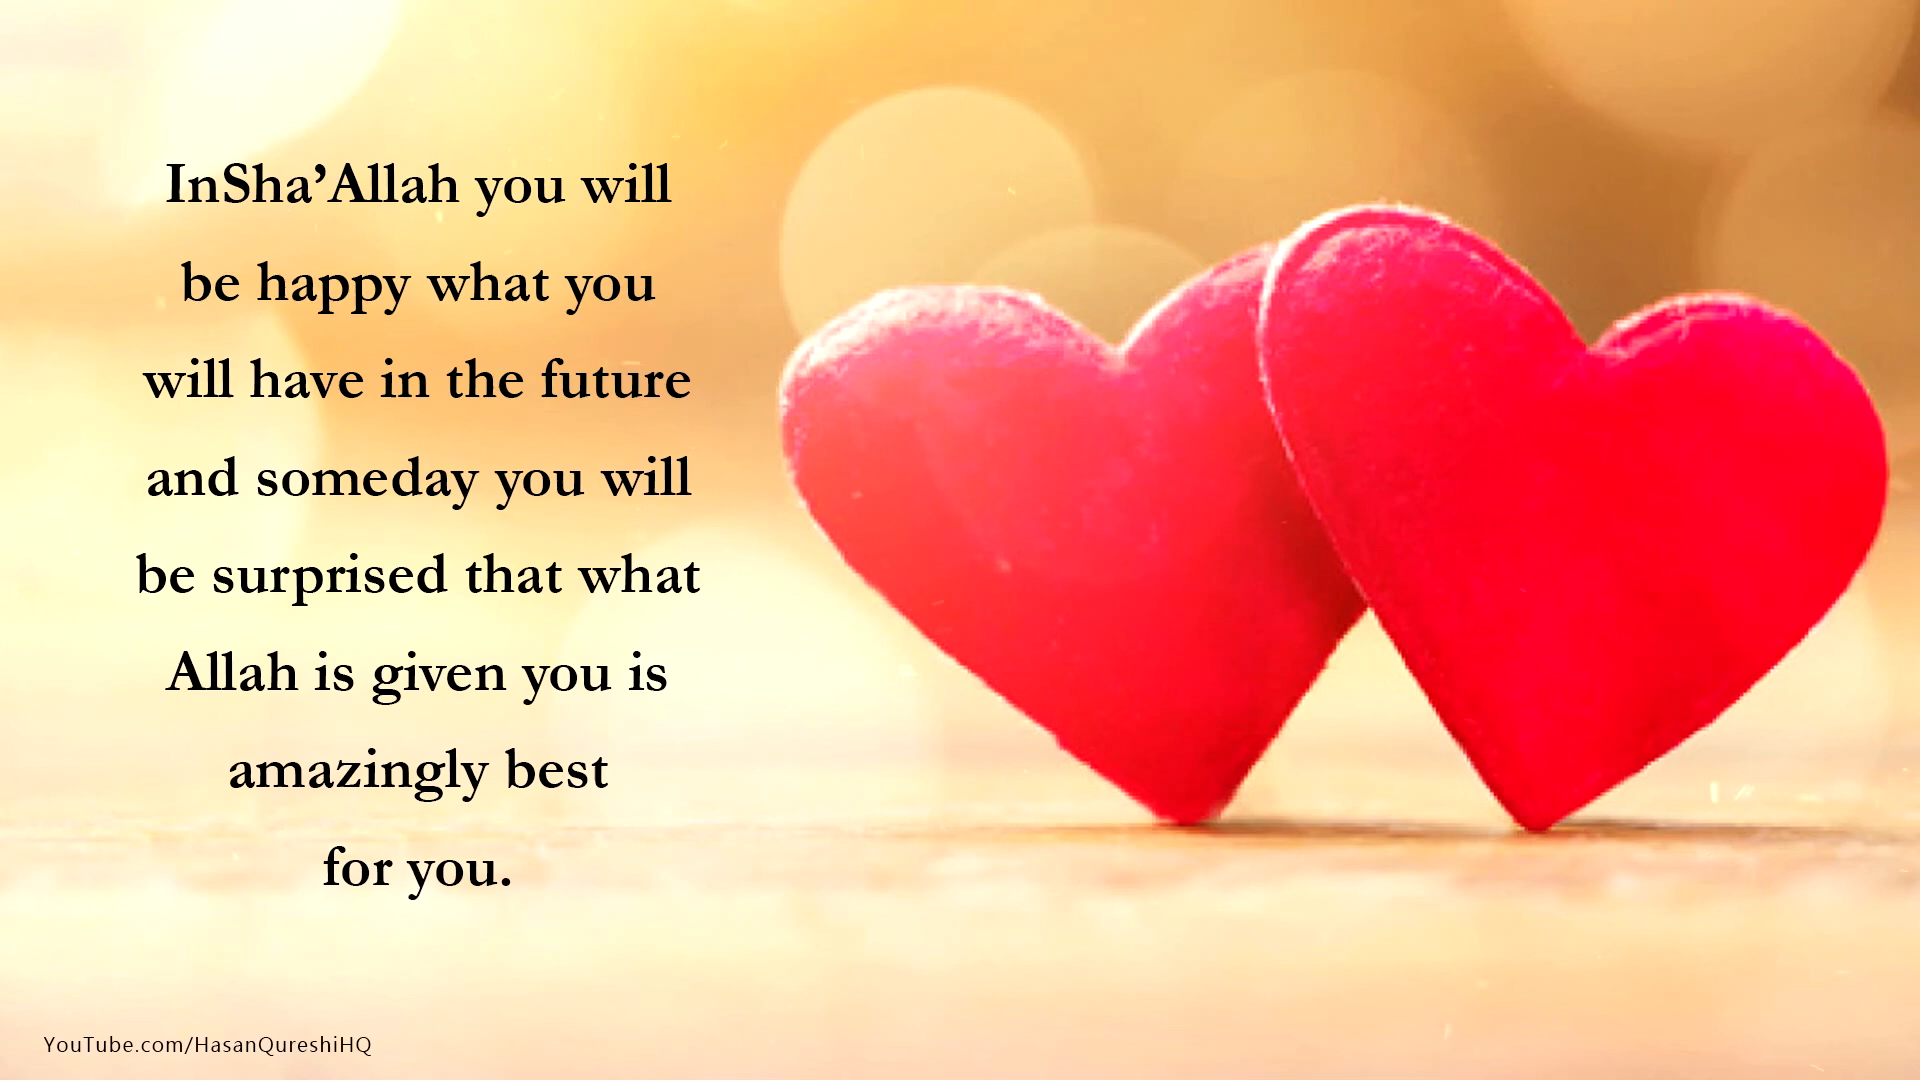 InSha’Allah you will
be happy what you
will have in the future
and someday you will
be surprised that what
Allah is given you is
amazingly best
for you.
YouTube.com/HasanQureshiHQ